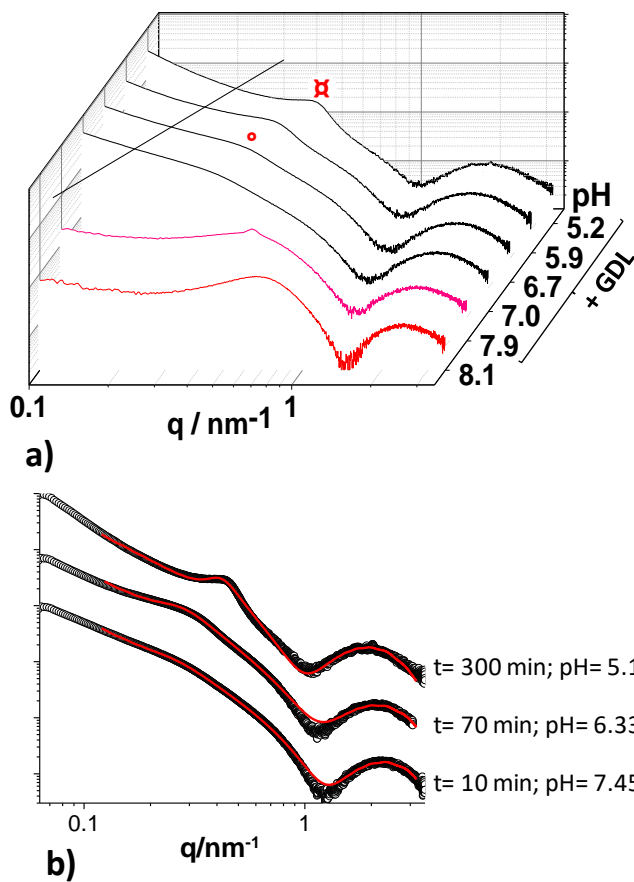 pH
5.2
5.9
6.7
7.0
7.9
8.1
+ GDL
0.1
1
q / nm-1
a)
t= 300 min; pH= 5.1
t= 70 min; pH= 6.33
t= 10 min; pH= 7.45
0.1
1
q/nm-1
b)